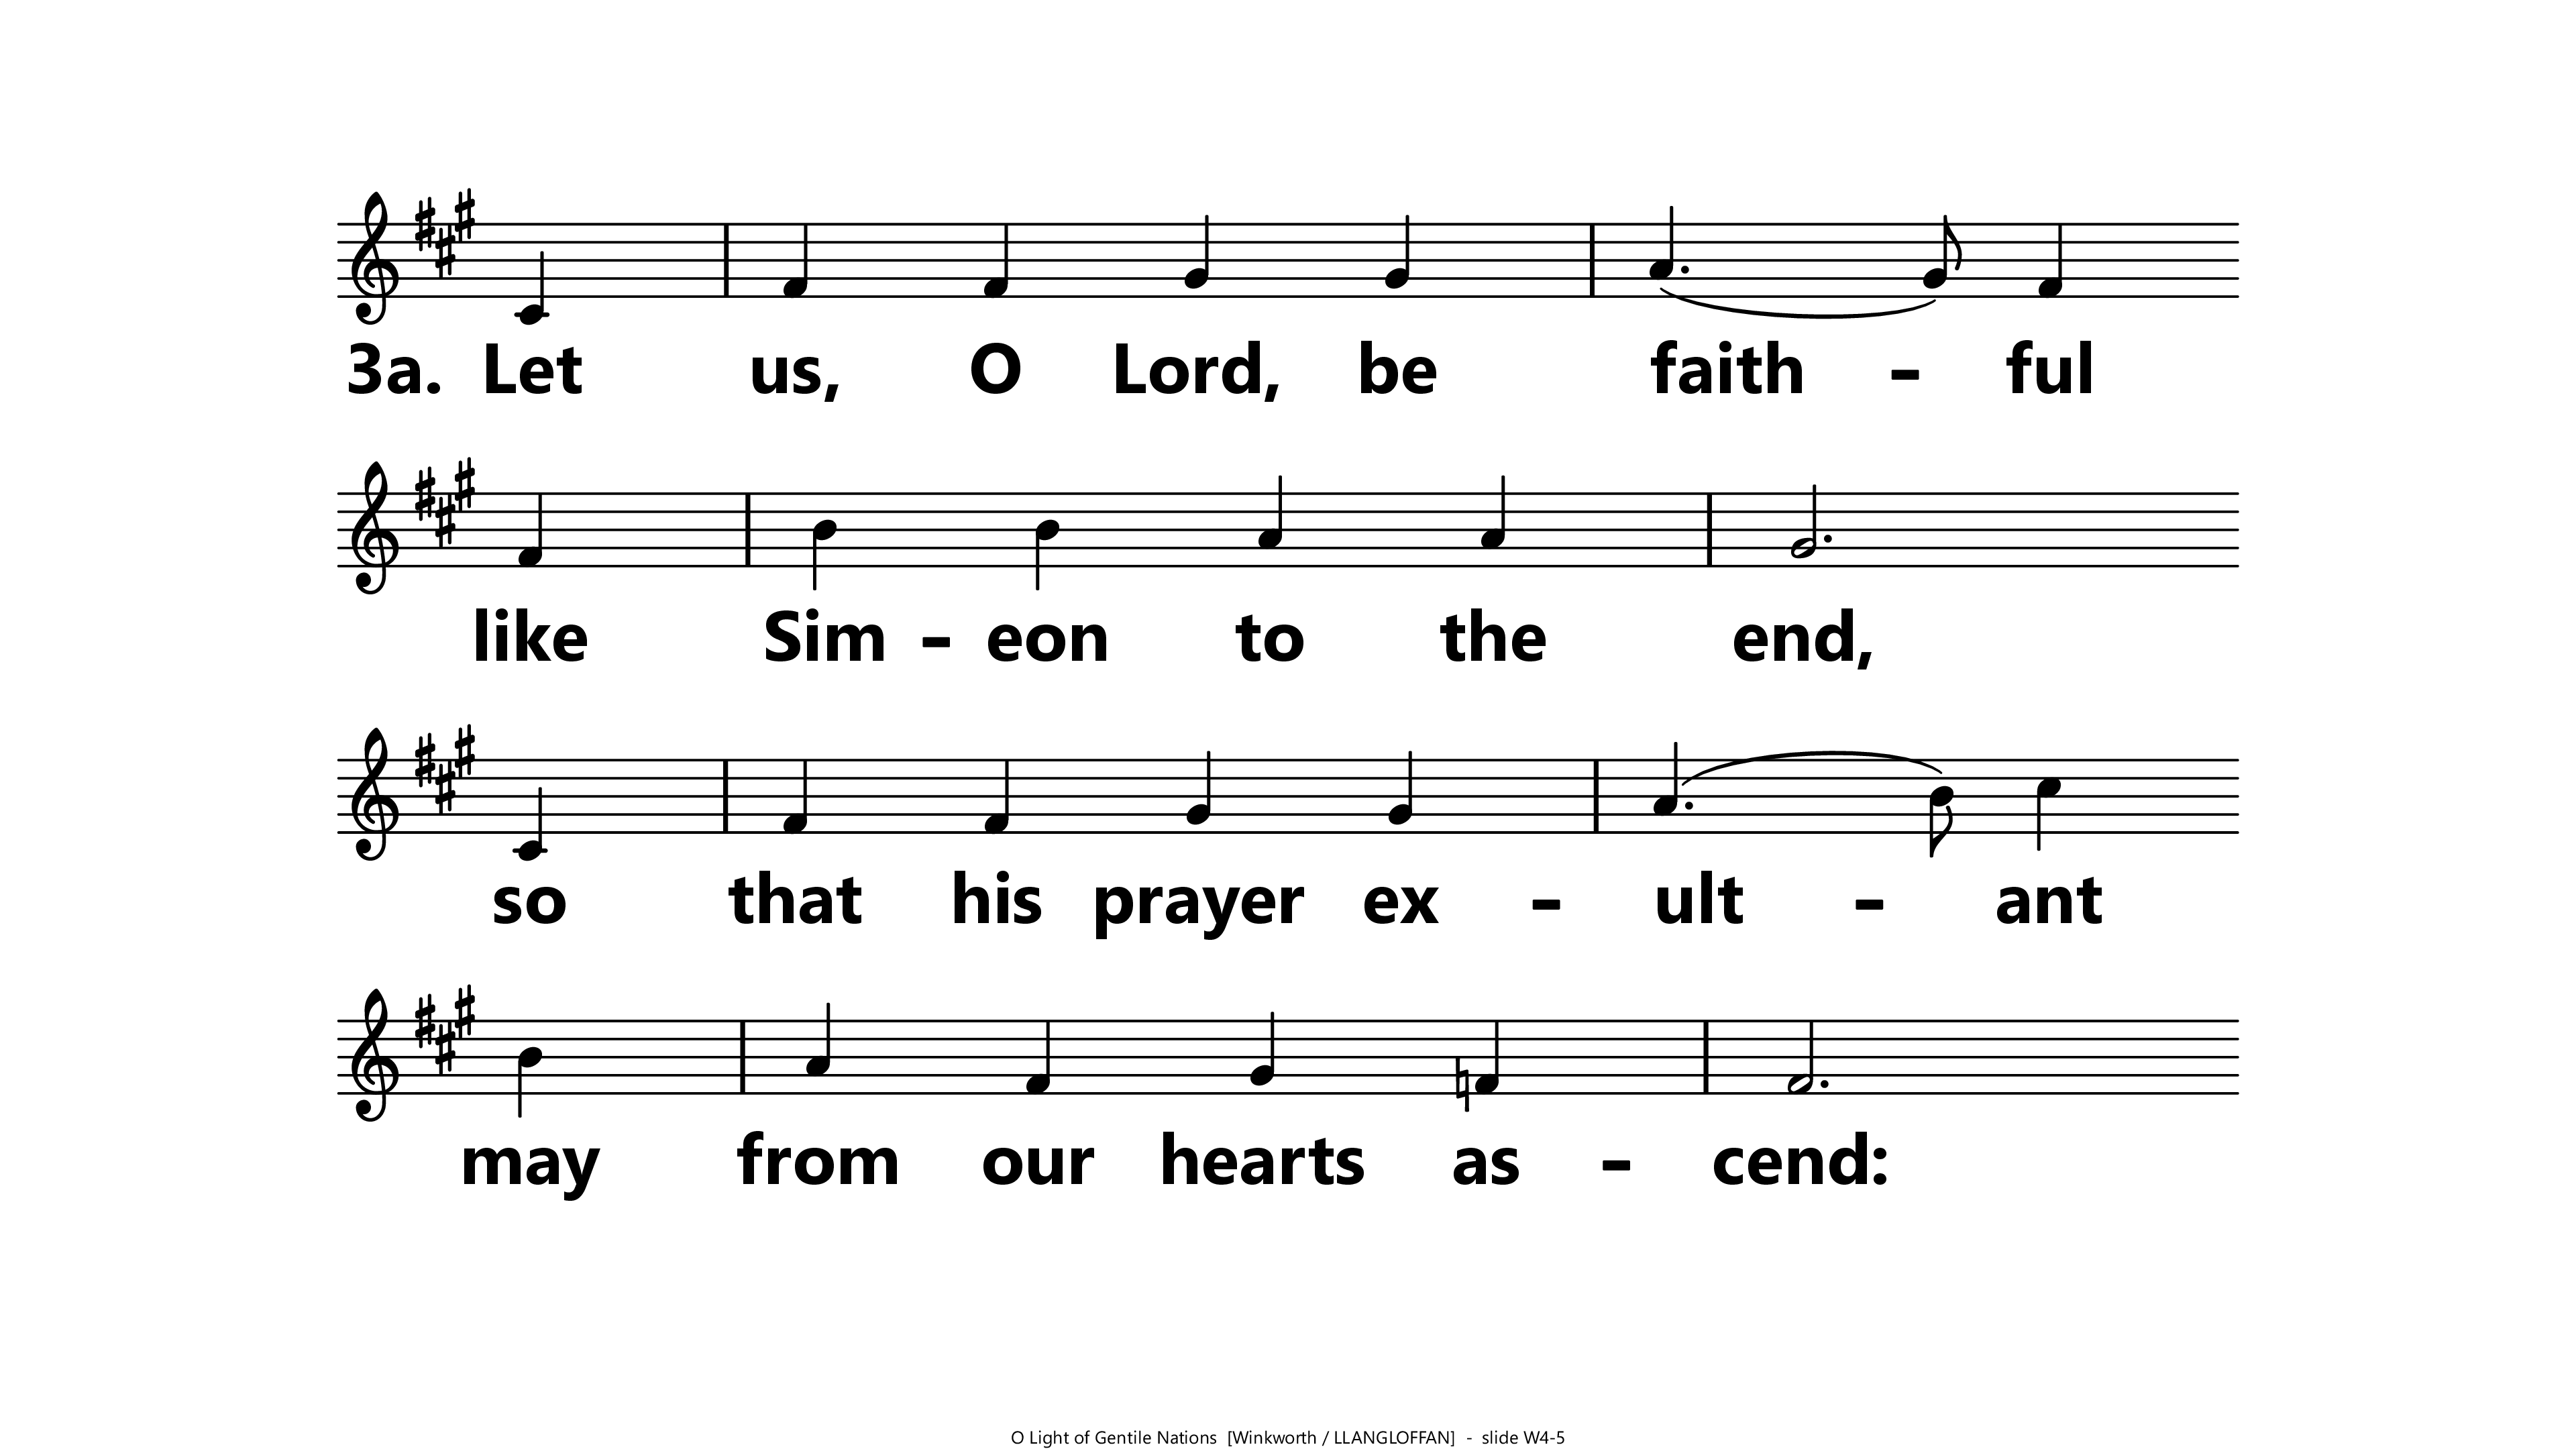 3a. Let us, O Lord, be faith - ful
like Sim - eon to the end,
so that his prayer ex - ult - ant
may from our hearts as - cend:
O Light of Gentile Nations [Winkworth / LLANGLOFFAN] - slide W4-5